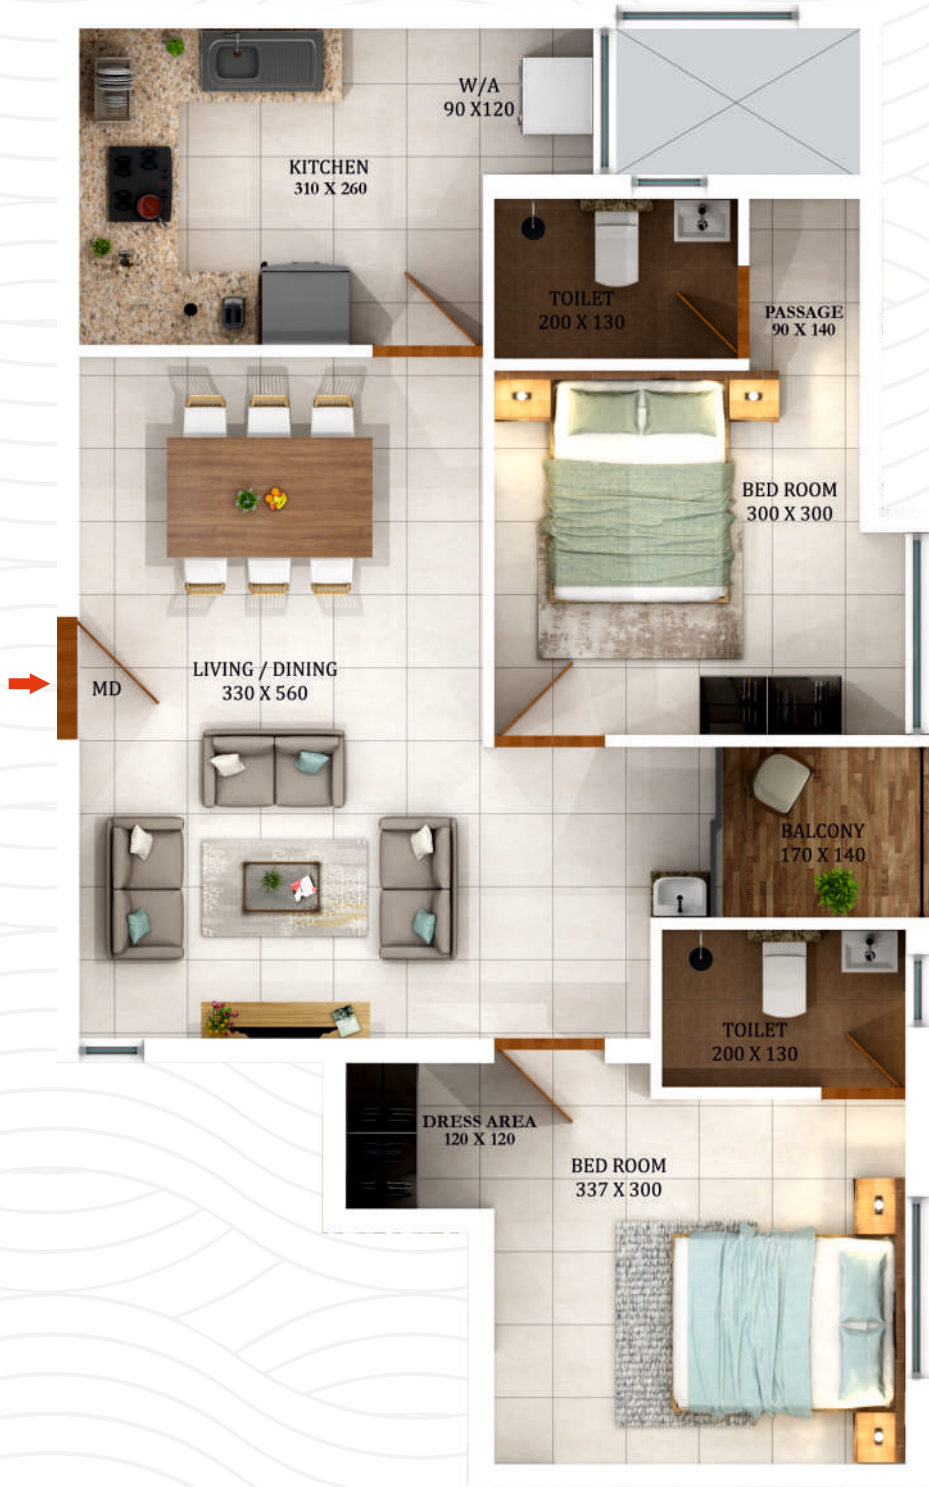 W/A
90 X120
KITCHEN
310 X 260
TOILET
200 X 130
PASSAGE
90 X 140
BED ROOM
300 X 300
LIVING / DINING
330 X 560
MD
BALCONY
170 X 140
TOILET
200 X 130
DRESS AREA
120 X 120
BED ROOM
337 X 300